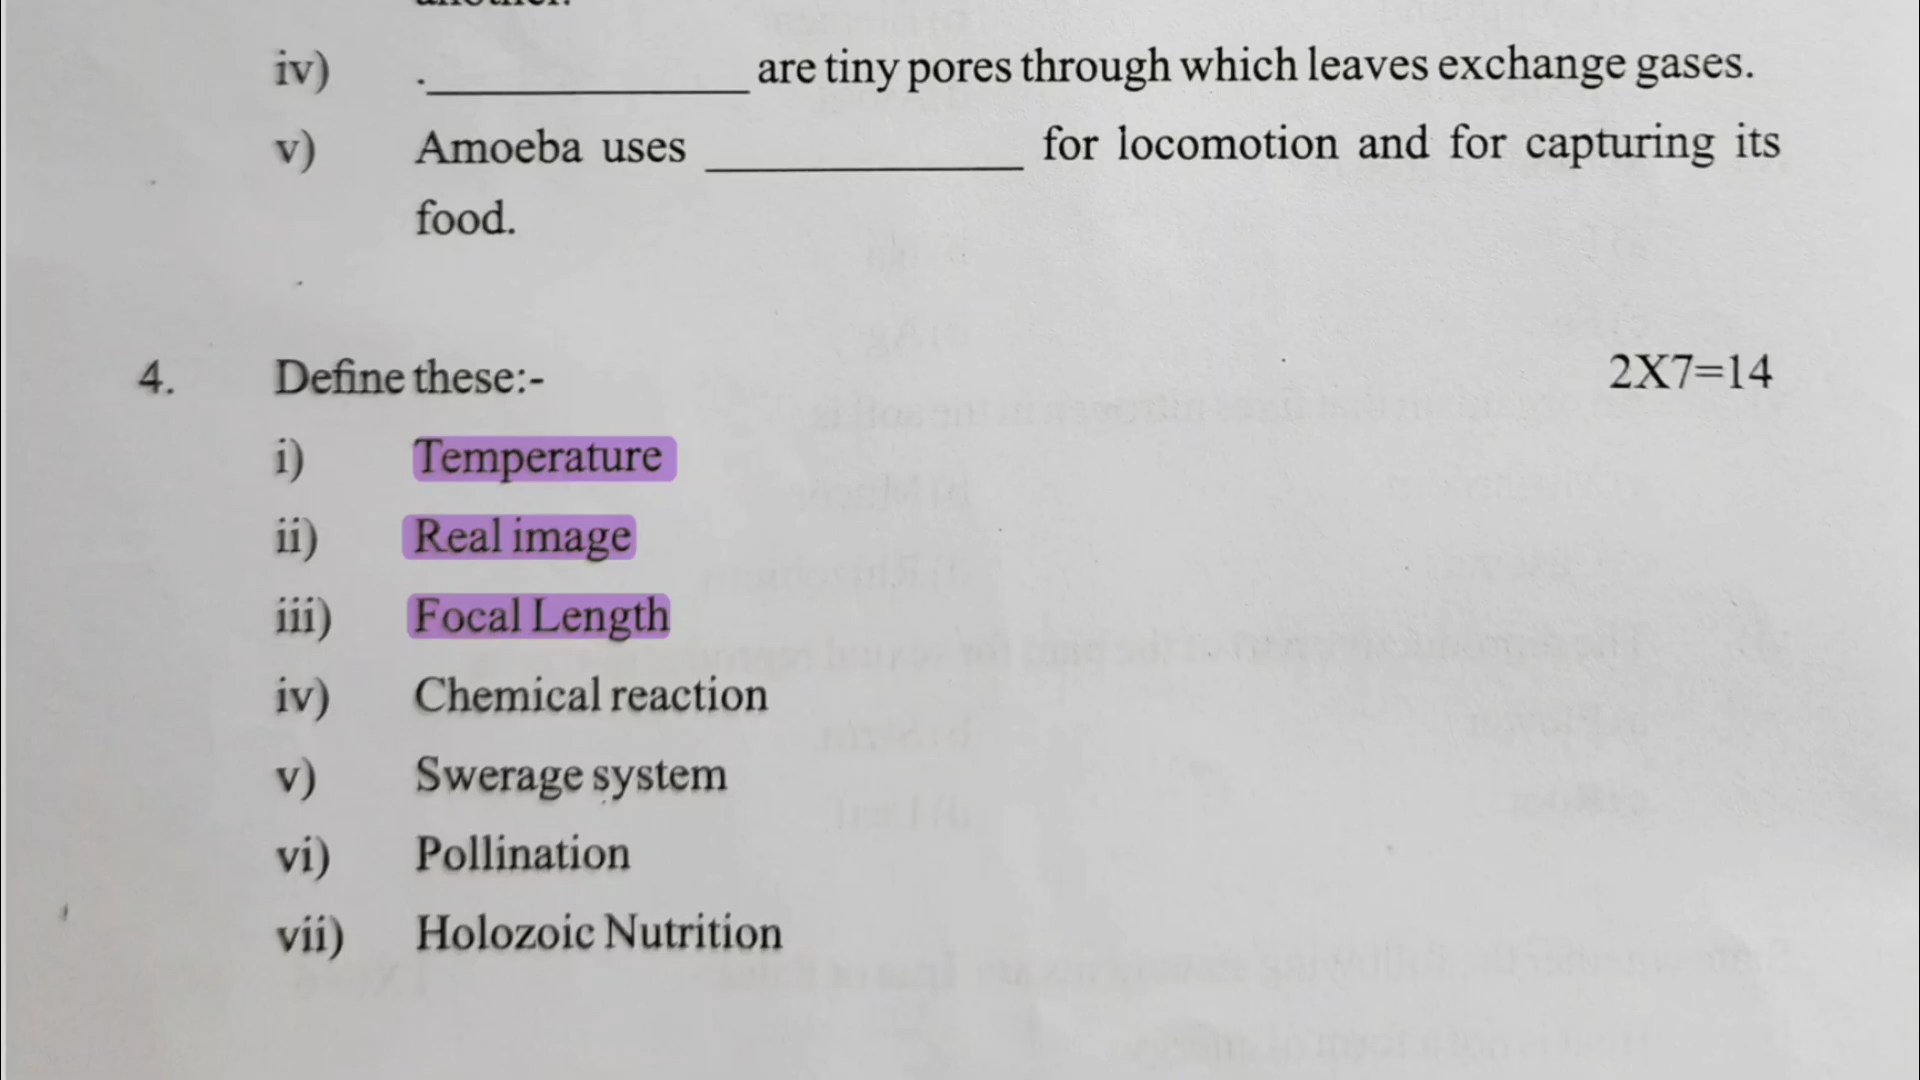 another.
iv) .______________ are tiny pores through which leaves exchange gases.
v) Amoeba uses ______________ for locomotion and for capturing its
food.
4. Define these:- 2X7=14
i) Temperature
ii) Real image
iii) Focal Length
iv) Chemical reaction
v) Swerage system
vi) Pollination
vii) Holozoic Nutrition